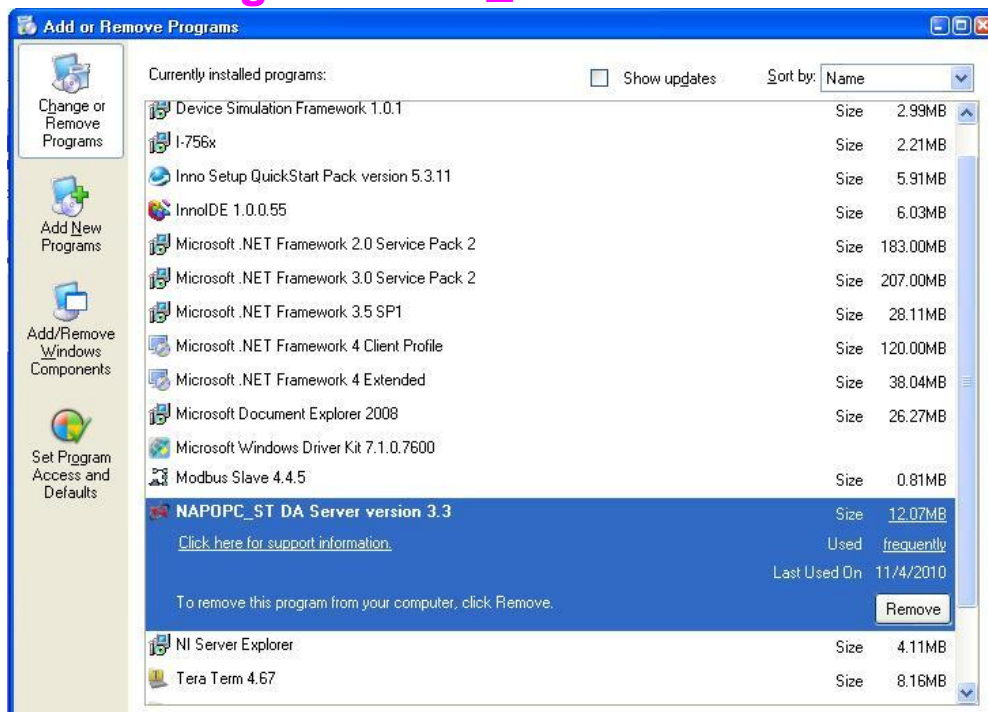 Add or Remove Programs
Change or
Remove
Programs
Add New
Programs
Add/Remove
Windows
Components
Set Program
Access and
Defaults
Currently installed programs:
Show updates
Sort by: Name
Device Simulation Framework 1.0.1 Size 2.99MB
I-756x Size 2.21MB
Inno Setup QuickStart Pack version 5.3.11 Size 5.91MB
InnoIDE 1.0.0.55 Size 6.03MB
Microsoft .NET Framework 2.0 Service Pack 2 Size 183.00MB
Microsoft .NET Framework 3.0 Service Pack 2 Size 207.00MB
Microsoft .NET Framework 3.5 SP1 Size 28.11MB
Microsoft .NET Framework 4 Client Profile Size 120.00MB
Microsoft .NET Framework 4 Extended Size 38.04MB
Microsoft Document Explorer 2008 Size 26.27MB
Microsoft Windows Driver Kit 7.1.0.7600
Modbus Slave 4.4.5 Size 0.81MB
NAPOPC_ST DA Server version 3.3 Size 12.07MB
Click here for support information. Used frequently
Last Used On 11/4/2010
To remove this program from your computer, click Remove. Remove
NI Server Explorer Size 4.11MB
Tera Term 4.67 Size 8.16MB